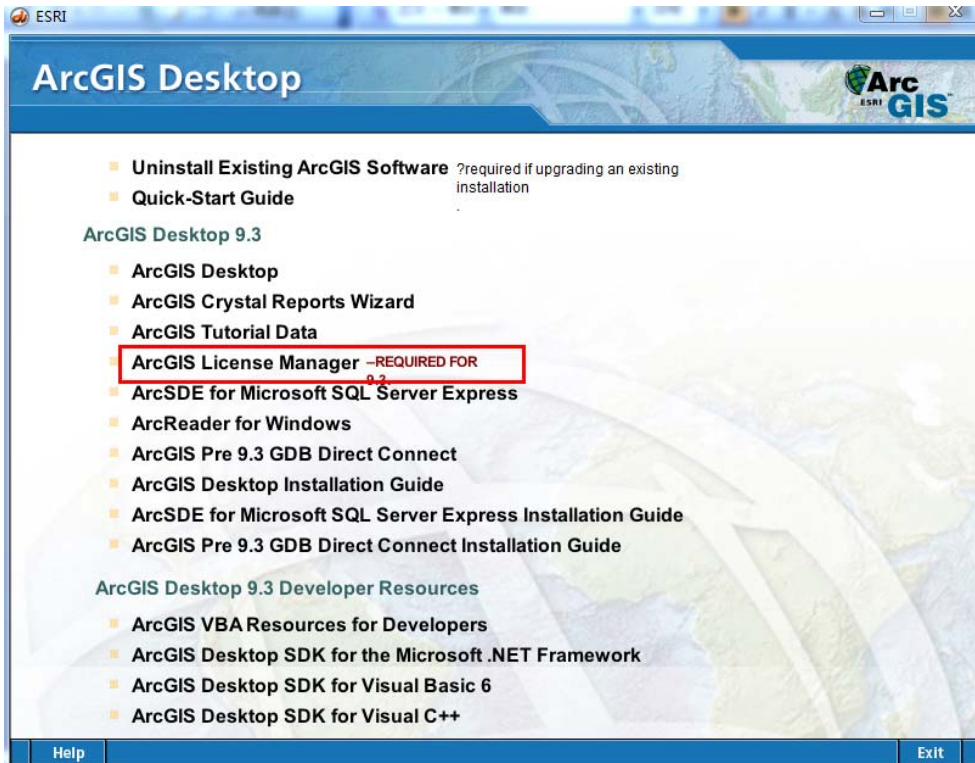 ESRI
ArcGIS Desktop
Arc
ESRI GIS™
Uninstall Existing ArcGIS Software ?required if upgrading an existing
installation
.
Quick-Start Guide
ArcGIS Desktop 9.3
ArcGIS Desktop
ArcGIS Crystal Reports Wizard
ArcGIS Tutorial Data
ArcGIS License Manager –REQUIRED FOR
9.3.
ArcSDE for Microsoft SQL Server Express
ArcReader for Windows
ArcGIS Pre 9.3 GDB Direct Connect
ArcGIS Desktop Installation Guide
ArcSDE for Microsoft SQL Server Express Installation Guide
ArcGIS Pre 9.3 GDB Direct Connect Installation Guide
ArcGIS Desktop 9.3 Developer Resources
ArcGIS VBA Resources for Developers
ArcGIS Desktop SDK for the Microsoft .NET Framework
ArcGIS Desktop SDK for Visual Basic 6
ArcGIS Desktop SDK for Visual C++
Help Exit